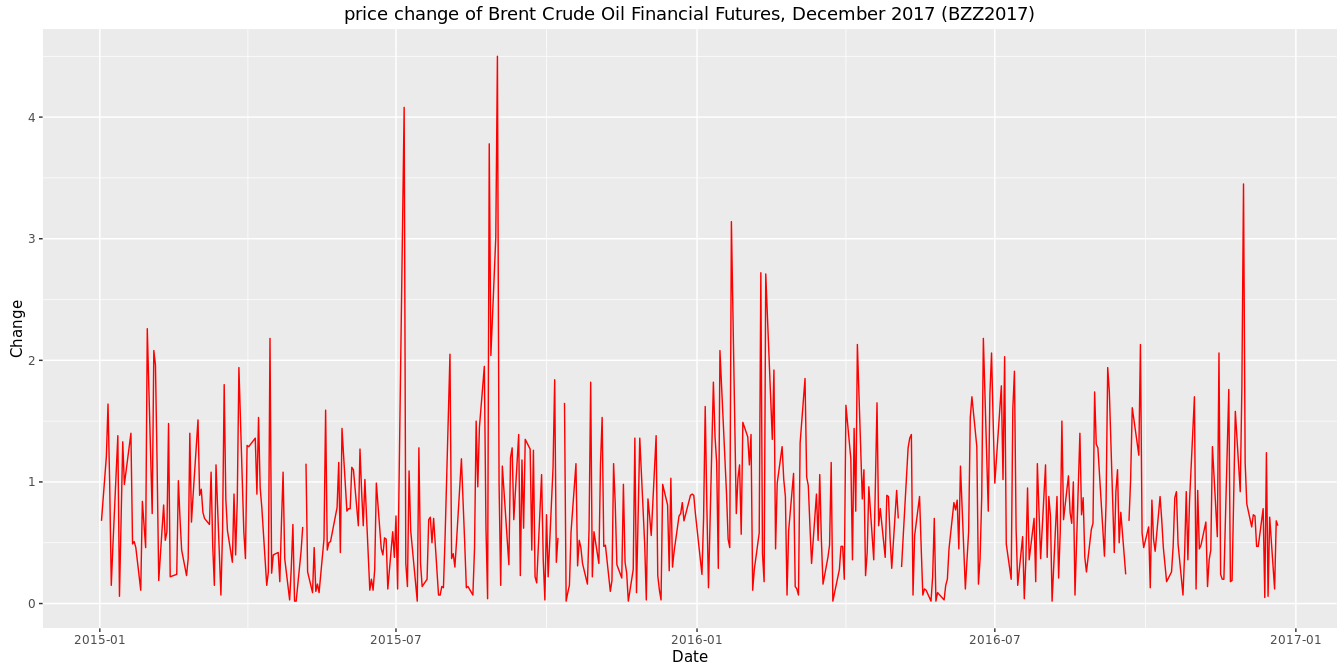 price change of Brent Crude Oil Financial Futures, December 2017 (BZZ2017)
4
3
2
1
0
Change
2015-01 2015-07 2016-01 2016-07 2017-01
Date